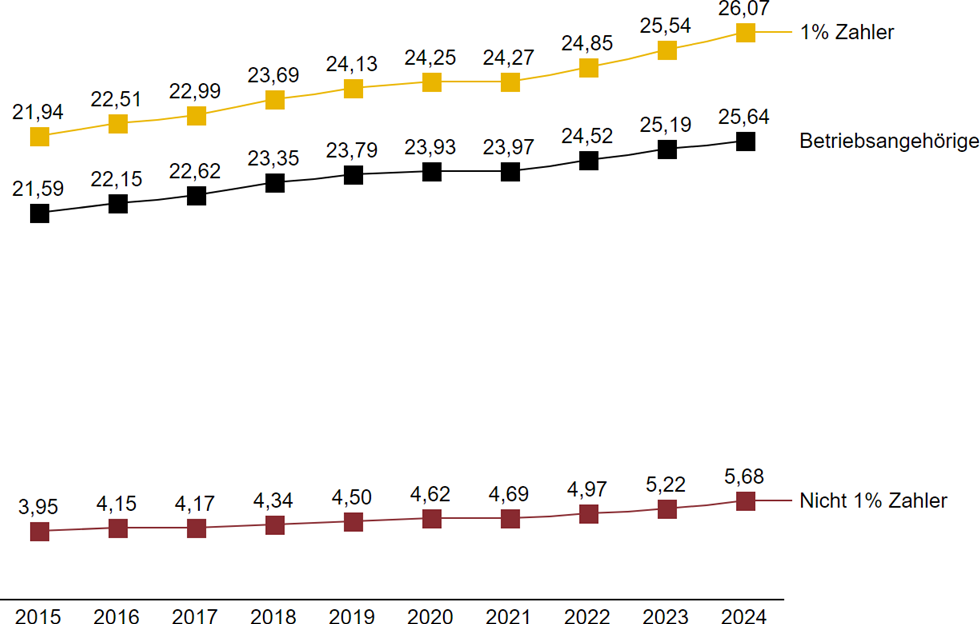 21,94 22,51 22,99 23,69 24,13 24,25 24,27 24,85 25,54 26,07 1% Zahler
21,59 22,15 22,62 23,35 23,79 23,93 23,97 24,52 25,19 25,64 Betriebsangehörige
3,95 4,15 4,17 4,34 4,50 4,62 4,69 4,97 5,22 5,68 Nicht 1% Zahler
2015 2016 2017 2018 2019 2020 2021 2022 2023 2024